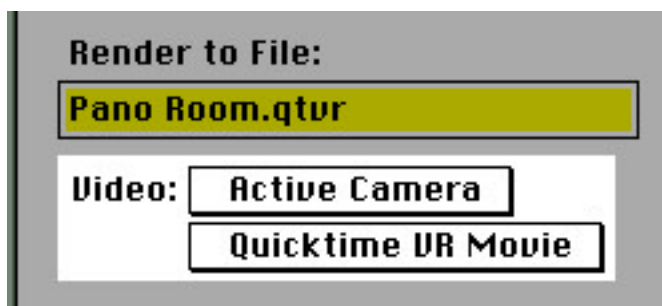 Render to File:
Pano Room.qtvr
Video: Active Camera
Quicktime VR Movie